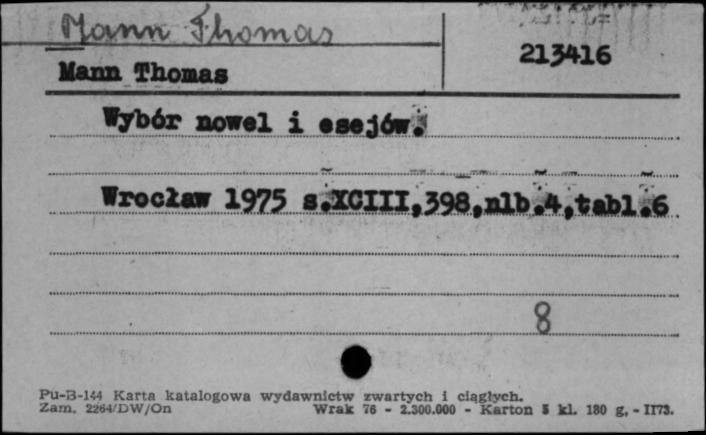 Mann Thomas
213416
Mann Thomas
Wybór nowel i esejów.
Wrocław 1975 s.XCIII,398,nlb.4,tabl.6
8
Pu-B-144 Karta katalogowa wydawnictw zwartych i ciągłych.
Zam. 2264/DW/On Wrak 76 - 2.300.000 - Karton 5 kl. 180 g. - II73.